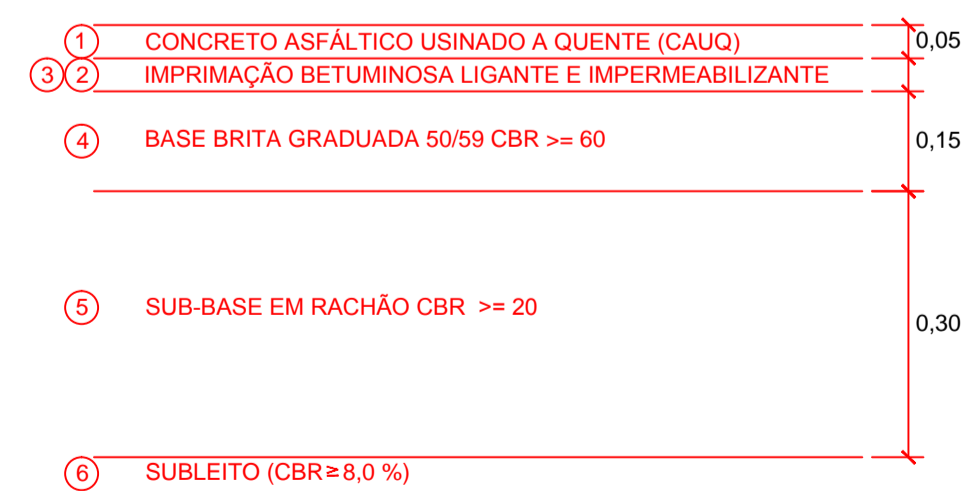 1 CONCRETO ASFÁLTICO USINADO A QUENTE (CAUQ) 0,05
3 2 IMPRIMAÇÃO BETUMINOSA LIGANTE E IMPERMEABILIZANTE
4 BASE BRITA GRADUADA 50/59 CBR >= 60 0,15
5 SUB-BASE EM RACHÃO CBR >= 20
0,30
6 SUBLEITO (CBR≥8,0 %)